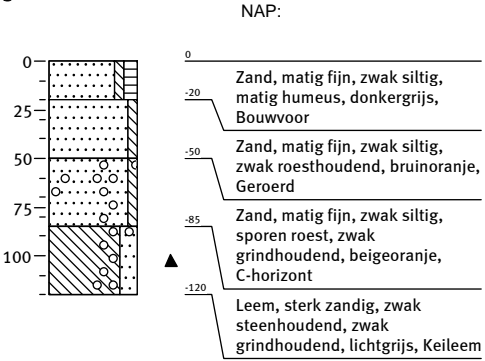 NAP:
0
25
50
75
100
0
Zand, matig fijn, zwak siltig,
matig humeus, donkergrijs,
Bouwvoor
-20
Zand, matig fijn, zwak siltig,
zwak roesthoudend, bruinoranje,
Geroerd
-50
Zand, matig fijn, zwak siltig,
sporen roest, zwak
grindhoudend, beigeoranje,
C-horizont
-85
Leem, sterk zandig, zwak
steenhoudend, zwak
grindhoudend, lichtgrijs, Keileem
-120